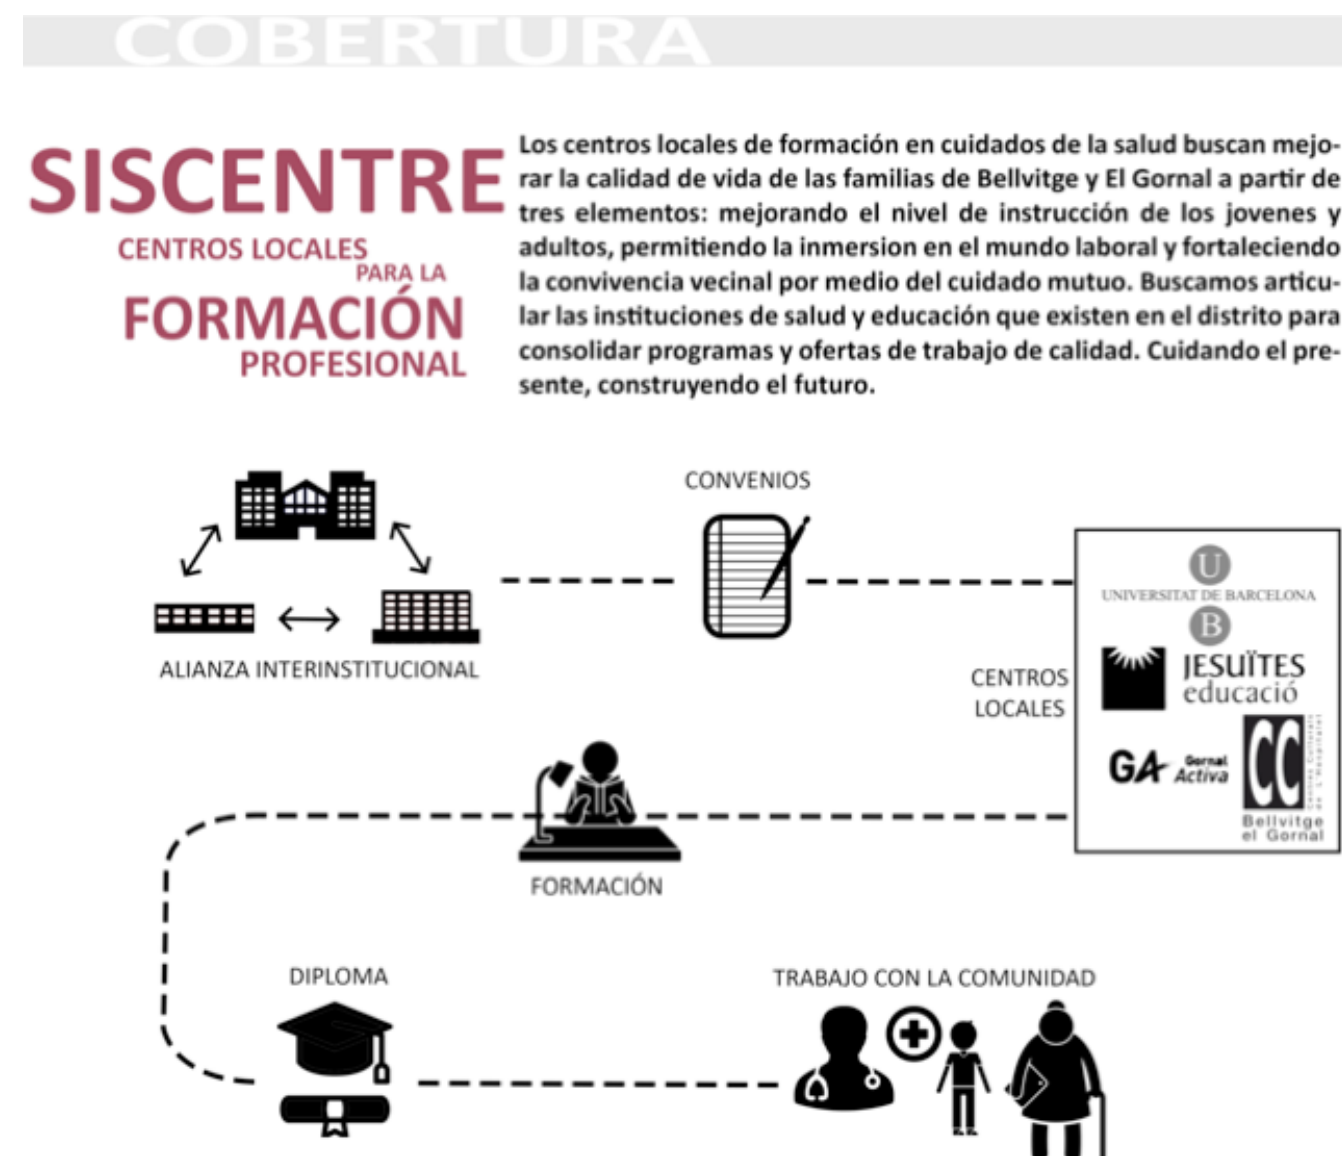 COBERTURA
SISCENTRE
CENTROS LOCALES
PARA LA
FORMACIÓN
PROFESIONAL
Los centros locales de formación en cuidados de la salud buscan mejo-
rar la calidad de vida de las familias de Bellvitge y El Gornal a partir de
tres elementos: mejorando el nivel de instrucción de los jovenes y
adultos, permitiendo la inmersion en el mundo laboral y fortaleciendo
la convivencia vecinal por medio del cuidado mutuo. Buscamos articu-
lar las instituciones de salud y educación que existen en el distrito para
consolidar programas y ofertas de trabajo de calidad. Cuidando el pre-
sente, construyendo el futuro.
ALIANZA INTERINSTITUCIONAL
CONVENIOS
CENTROS
LOCALES
U
UNIVERSITAT DE BARCELONA
B
JESUÏTES
educació
GA Gornal
Activa
CC
Centres Culturals
de L'Hospitalet
Bellvitge
el Gornal
FORMACIÓN
DIPLOMA
TRABAJO CON LA COMUNIDAD